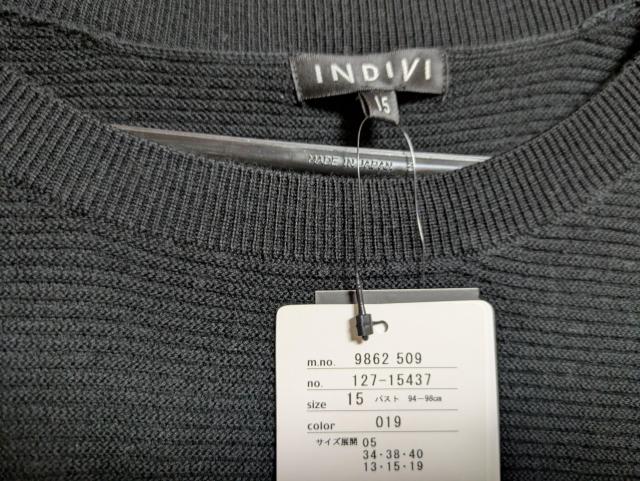 INDIVI
15
MADE IN JAPAN
m.no. 9862 509
no. 127-15437
size 15 バスト 94~98cm
color 019
サイズ展開 05
34・38・40
13・15・19